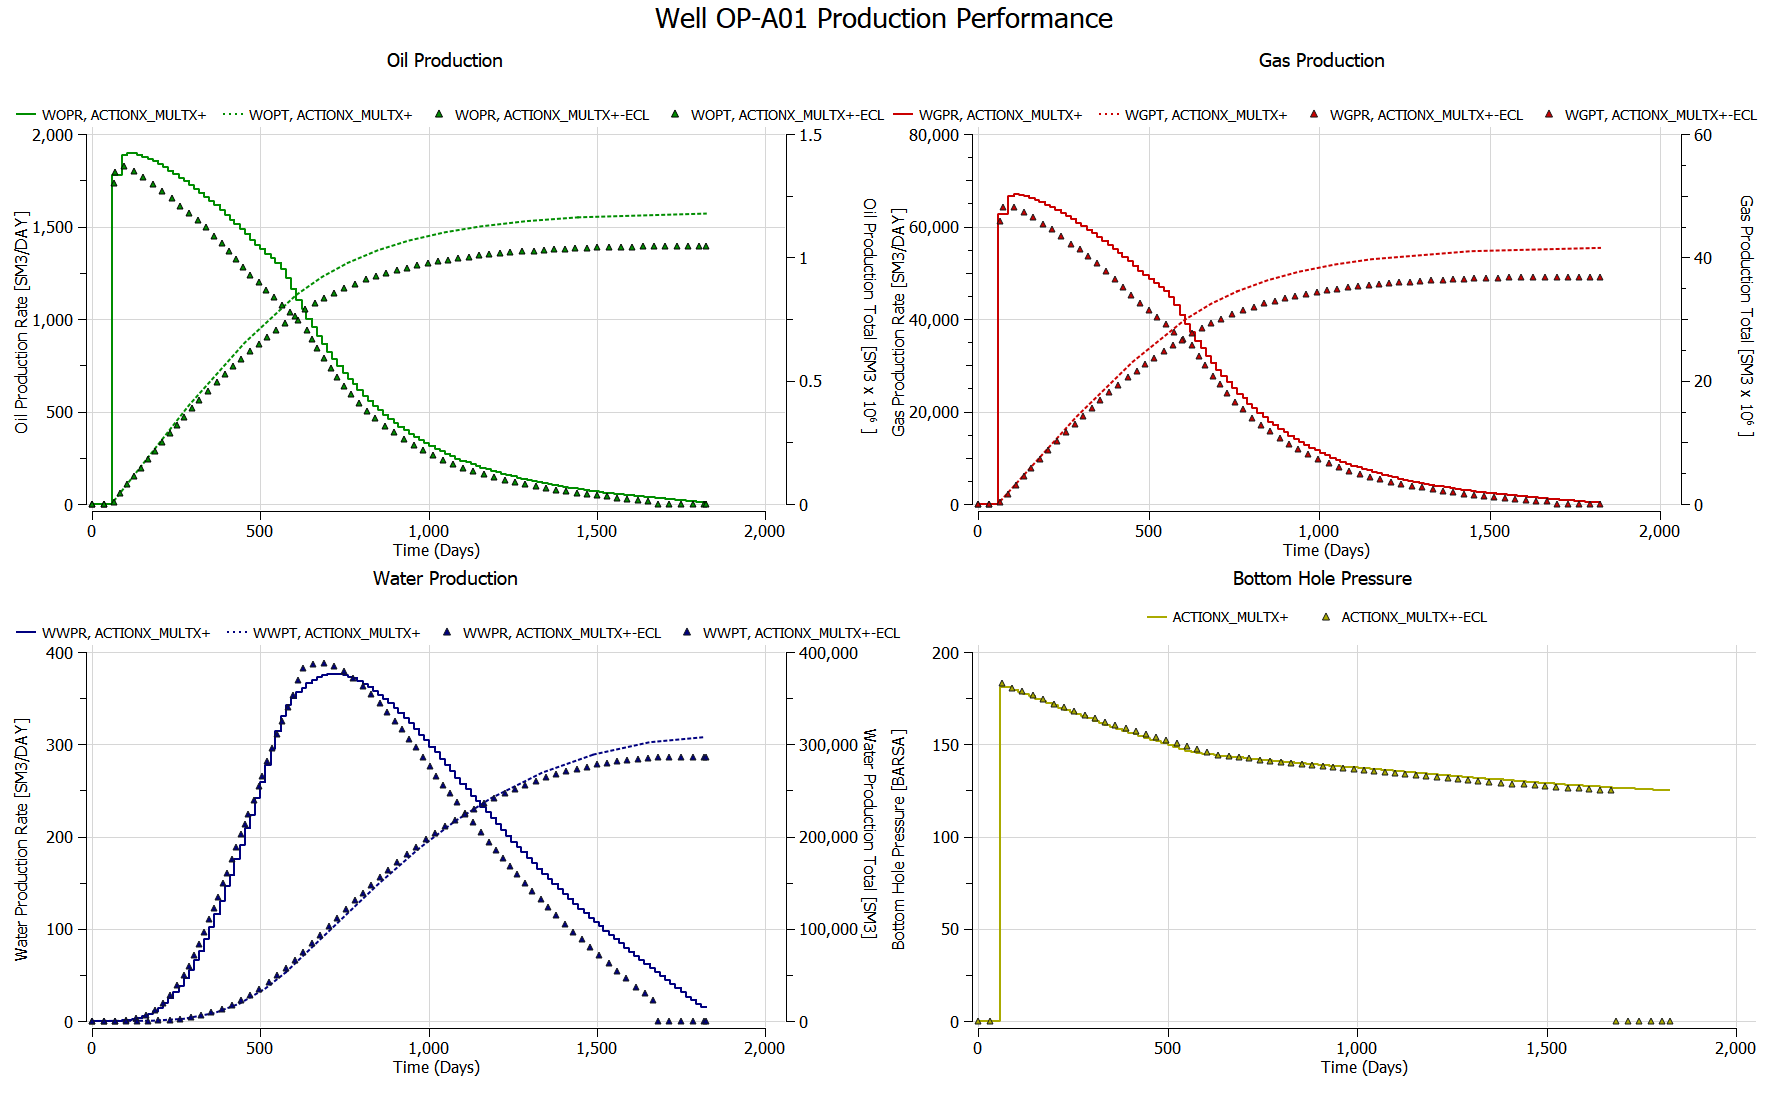 Well OP-A01 Production Performance
Oil Production
WOPR, ACTIONX_MULTX+ WOPT, ACTIONX_MULTX+ WOPR, ACTIONX_MULTX+-ECL WOPT, ACTIONX_MULTX+-ECL
2,000
1,500
1,000
500
0
Oil Production Rate [SM3/DAY]
1.5
1
0.5
0
Oil Production Total [SM3 x 10⁶ ]
0 500 1,000 1,500 2,000
Time (Days)
Gas Production
WGPR, ACTIONX_MULTX+ WGPT, ACTIONX_MULTX+ WGPR, ACTIONX_MULTX+-ECL WGPT, ACTIONX_MULTX+-ECL
80,000
60,000
40,000
20,000
0
Gas Production Rate [SM3/DAY]
60
40
20
0
Gas Production Total [SM3 x 10⁶ ]
0 500 1,000 1,500 2,000
Time (Days)
Water Production
WWPR, ACTIONX_MULTX+ WWPT, ACTIONX_MULTX+ WWPR, ACTIONX_MULTX+-ECL WWPT, ACTIONX_MULTX+-ECL
400
300
200
100
0
Water Production Rate [SM3/DAY]
400,000
300,000
200,000
100,000
0
Water Production Total [SM3]
0 500 1,000 1,500 2,000
Time (Days)
Bottom Hole Pressure
ACTIONX_MULTX+ ACTIONX_MULTX+-ECL
200
150
100
50
0
Bottom Hole Pressure [BARSA]
0 500 1,000 1,500 2,000
Time (Days)